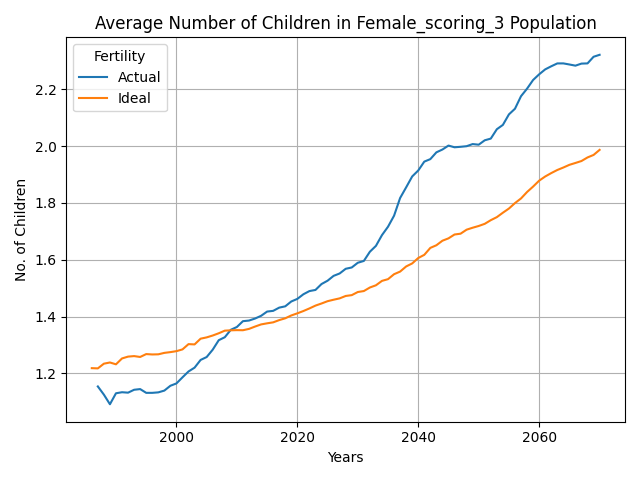 Average Number of Children in Female_scoring_3 Population
Fertility
Actual
Ideal
No. of Children
2.2
2.0
1.8
1.6
1.4
1.2
2000
2020
2040
2060
Years